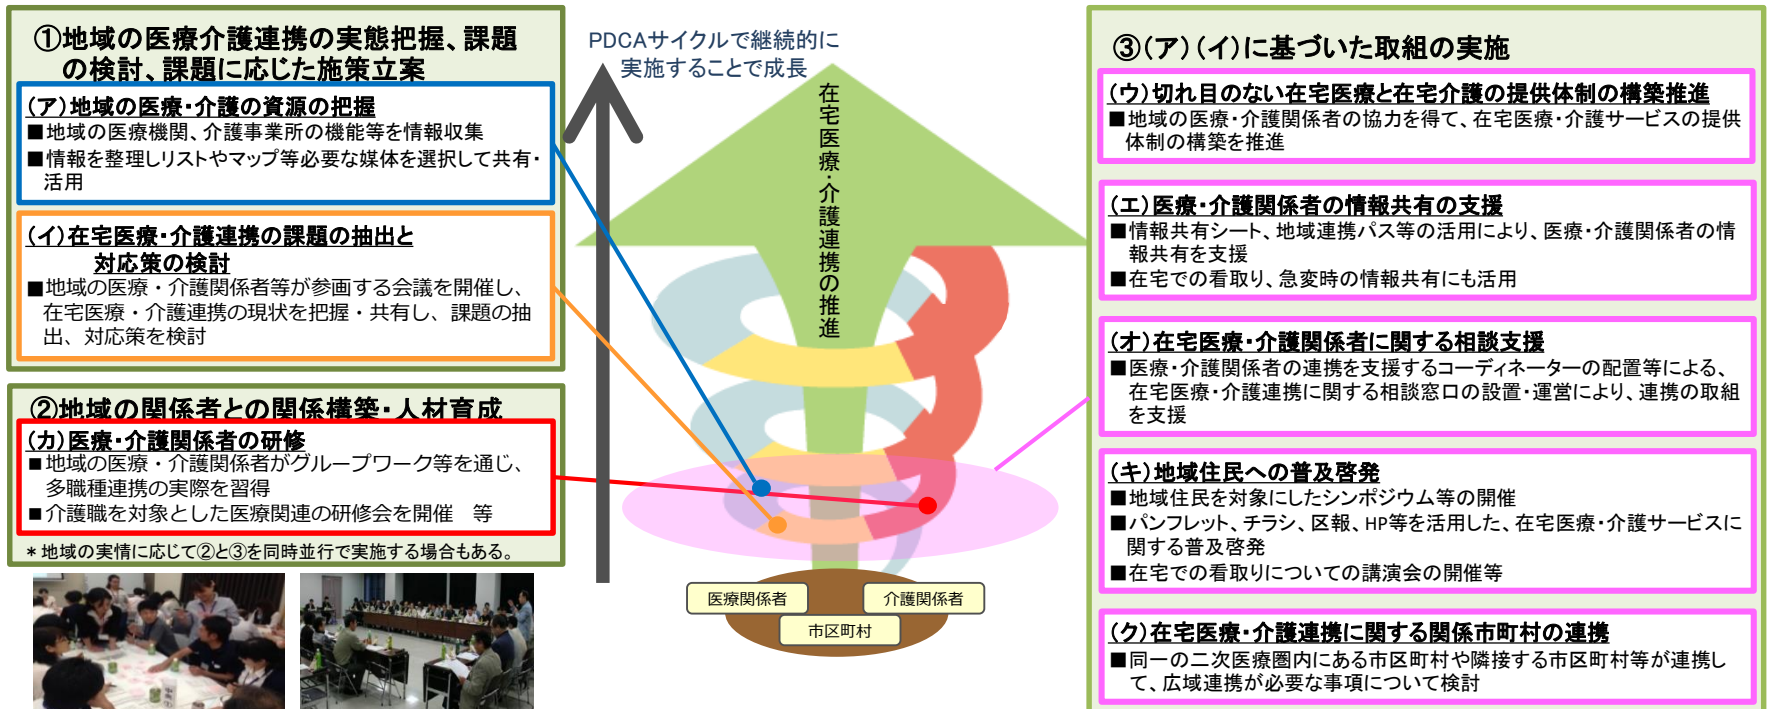 ①地域の医療介護連携の実態把握、課題
の検討、課題に応じた施策立案
(ア)地域の医療・介護の資源の把握
■地域の医療機関、介護事業所の機能等を情報収集
■情報を整理しリストやマップ等必要な媒体を選択して共有・
活用
(イ)在宅医療・介護連携の課題の抽出と
対応策の検討
■地域の医療・介護関係者等が参画する会議を開催し、
在宅医療・介護連携の現状を把握・共有し、課題の抽
出、対応策を検討
②地域の関係者との関係構築・人材育成
(カ)医療・介護関係者の研修
■地域の医療・介護関係者がグループワーク等を通じ、
多職種連携の実際を習得
■介護職を対象とした医療関連の研修会を開催 等
*地域の実情に応じて②と③を同時並行で実施する場合もある。
PDCAサイクルで継続的に
実施することで成長
在宅医療・介護連携の推進
医療関係者
介護関係者
市区町村
③(ア)(イ)に基づいた取組の実施
(ウ)切れ目のない在宅医療と在宅介護の提供体制の構築推進
■地域の医療・介護関係者の協力を得て、在宅医療・介護サービスの提供
体制の構築を推進
(エ)医療・介護関係者の情報共有の支援
■情報共有シート、地域連携パス等の活用により、医療・介護関係者の情
報共有を支援
■在宅での看取り、急変時の情報共有にも活用
(オ)在宅医療・介護関係者に関する相談支援
■医療・介護関係者の連携を支援するコーディネーターの配置等による、
在宅医療・介護連携に関する相談窓口の設置・運営により、連携の取組
を支援
(キ)地域住民への普及啓発
■地域住民を対象にしたシンポジウム等の開催
■パンフレット、チラシ、区報、HP等を活用した、在宅医療・介護サービスに
関する普及啓発
■在宅での看取りについての講演会の開催等
(ク)在宅医療・介護連携に関する関係市町村の連携
■同一の二次医療圏内にある市区町村や隣接する市区町村等が連携し
て、広域連携が必要な事項について検討